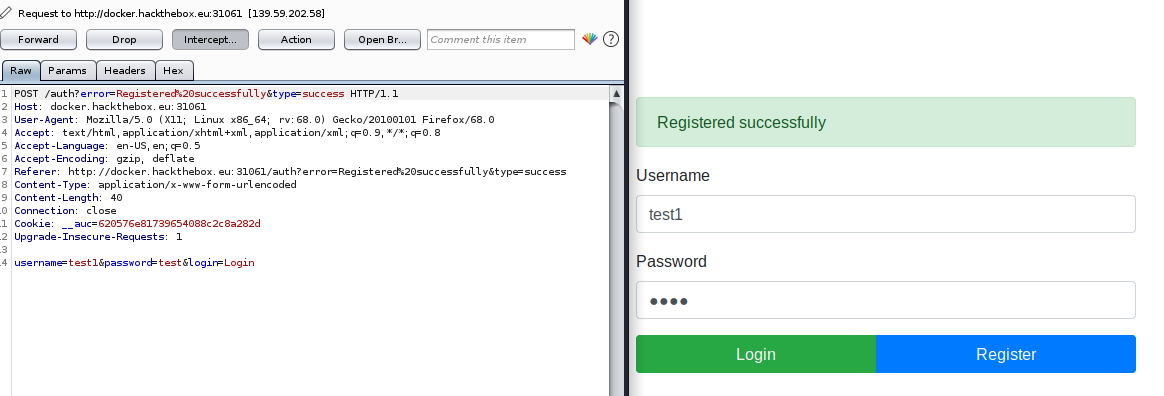 Request to http://docker.hackthebox.eu:31061 [139.59.202.58]
Forward Drop Intercept... Action Open Br... Comment this item ?
Raw Params Headers Hex
1 POST /auth?error=Registered%20successfully&type=success HTTP/1.1
2 Host: docker.hackthebox.eu:31061
3 User-Agent: Mozilla/5.0 (X11; Linux x86_64; rv:68.0) Gecko/20100101 Firefox/68.0
4 Accept: text/html,application/xhtml+xml,application/xml;q=0.9,*/*;q=0.8
5 Accept-Language: en-US,en;q=0.5
6 Accept-Encoding: gzip, deflate
7 Referer: http://docker.hackthebox.eu:31061/auth?error=Registered%20successfully&type=success
8 Content-Type: application/x-www-form-urlencoded
9 Content-Length: 40
10 Connection: close
11 Cookie: __auc=620576e81739654088c2c8a282d
12 Upgrade-Insecure-Requests: 1
13
14 username=test1&password=test&login=Login
Registered successfully
Username
test1
Password
●●●●
Login Register